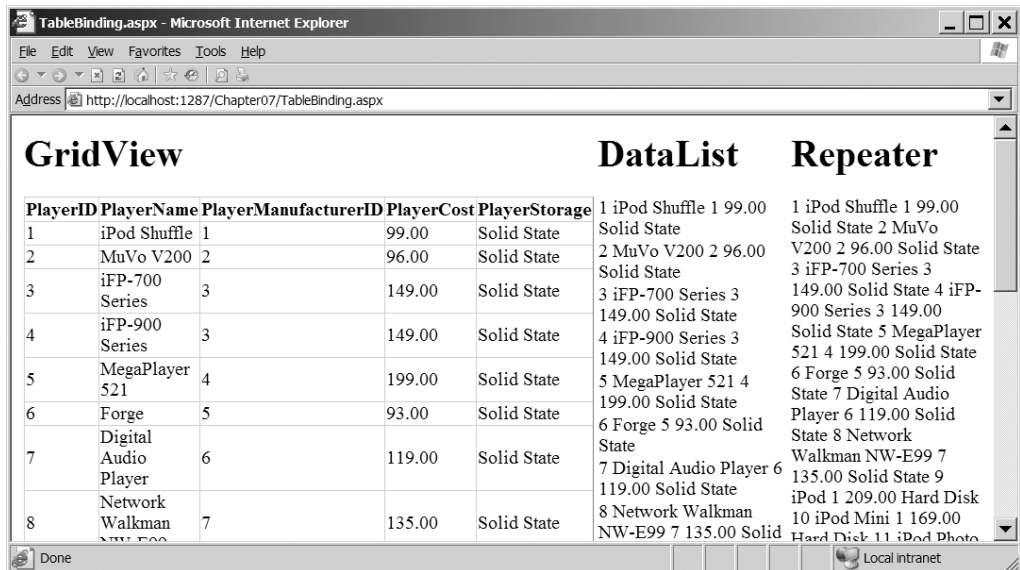 TableBinding.aspx - Microsoft Internet Explorer
File Edit View Favorites Tools Help
Address http://localhost:1287/Chapter07/TableBinding.aspx
GridView
PlayerID PlayerName PlayerManufacturerID PlayerCost PlayerStorage
1 iPod Shuffle 1 99.00 Solid State
2 MuVo V200 2 96.00 Solid State
3 iFP-700 Series 3 149.00 Solid State
4 iFP-900 Series 3 149.00 Solid State
5 MegaPlayer 521 4 199.00 Solid State
6 Forge 5 93.00 Solid State
7 Digital Audio Player 6 119.00 Solid State
8 Network Walkman NW-E99 7 135.00 Solid State
DataList
1 iPod Shuffle 1 99.00
Solid State
2 MuVo V200 2 96.00
Solid State
3 iFP-700 Series 3
149.00 Solid State
4 iFP-900 Series 3
149.00 Solid State
5 MegaPlayer 521 4
199.00 Solid State
6 Forge 5 93.00 Solid
State
7 Digital Audio Player 6
119.00 Solid State
8 Network Walkman
NW-E99 7 135.00 Solid
Repeater
1 iPod Shuffle 1 99.00
Solid State 2 MuVo
V200 2 96.00 Solid State
3 iFP-700 Series 3
149.00 Solid State 4 iFP-
900 Series 3 149.00
Solid State 5 MegaPlayer
521 4 199.00 Solid State
6 Forge 5 93.00 Solid
State 7 Digital Audio
Player 6 119.00 Solid
State 8 Network
Walkman NW-E99 7
135.00 Solid State 9
iPod 1 209.00 Hard Disk
10 iPod Mini 1 169.00
Hard Disk 11 iPod Photo
Done
Local intranet